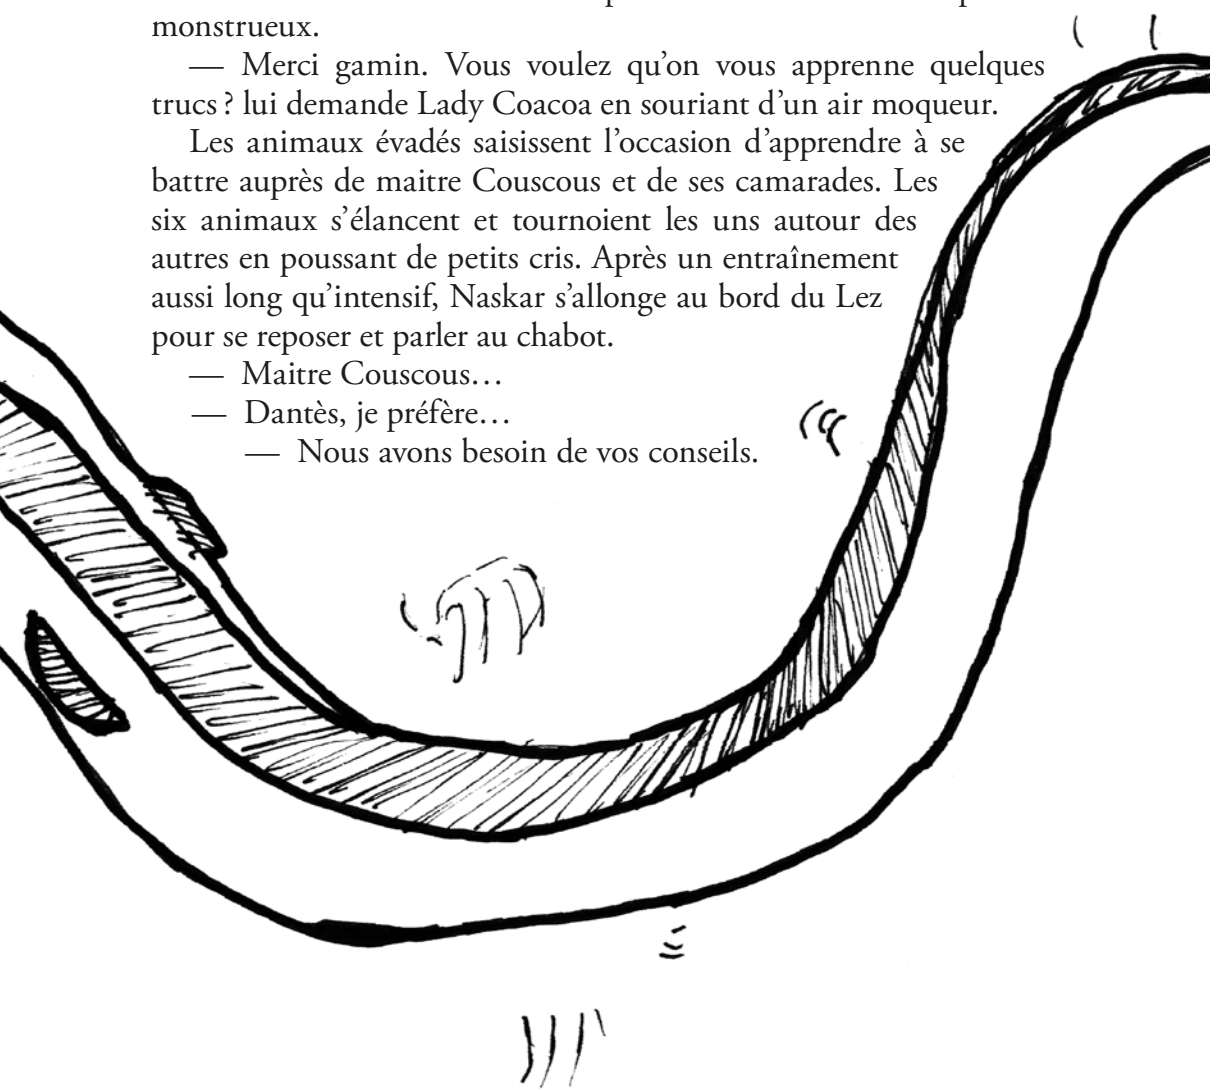 monstrueux.
— Merci gamin. Vous voulez qu’on vous apprenne quelques
trucs ? lui demande Lady Coacoa en souriant d’un air moqueur.
Les animaux évadés saisissent l’occasion d’apprendre à se
battre auprès de maitre Couscous et de ses camarades. Les
six animaux s’élancent et tournoient les uns autour des
autres en poussant de petits cris. Après un entraînement
aussi long qu’intensif, Naskar s’allonge au bord du Lez
pour se reposer et parler au chabot.
— Maitre Couscous…
— Dantès, je préfère…
— Nous avons besoin de vos conseils.